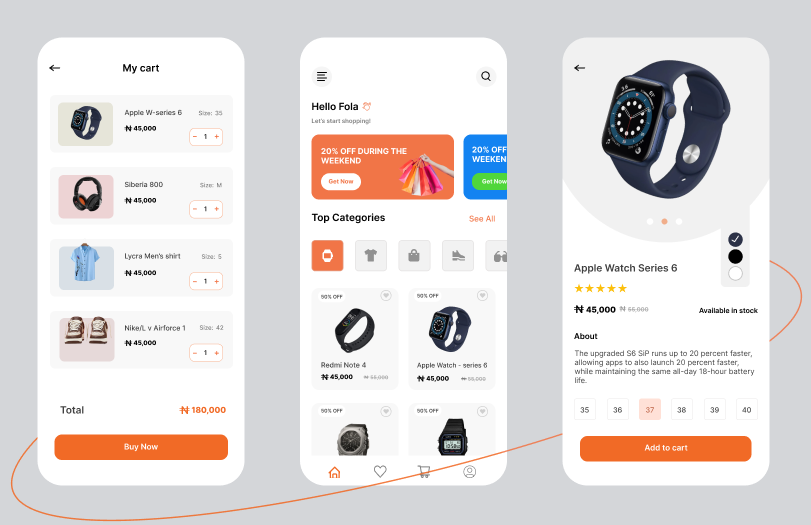 My cart
Apple W-series 6
Size: 35
₦ 45,000
− 1 +
Siberia 800
Size: M
₦ 45,000
− 1 +
Lycra Men's shirt
Size: S
₦ 45,000
− 1 +
Nike/L v Airforce 1
Size: 42
₦ 45,000
− 1 +
Total
₦ 180,000
Buy Now
Hello Fola
Let's start shopping!
20% OFF DURING THE
WEEKEND
Get Now
20% OFF
WEEKEN
Get Now
Top Categories
See All
50% OFF
Redmi Note 4
₦ 45,000
₦ 55,000
50% OFF
Apple Watch - series 6
₦ 45,000
₦ 55,000
50% OFF
50% OFF
Apple Watch Series 6
₦ 45,000
₦ 55,000
Available in stock
About
The upgraded S6 SiP runs up to 20 percent faster,
allowing apps to also launch 20 percent faster,
while maintaining the same all-day 18-hour battery
life.
35
36
37
38
39
40
Add to cart